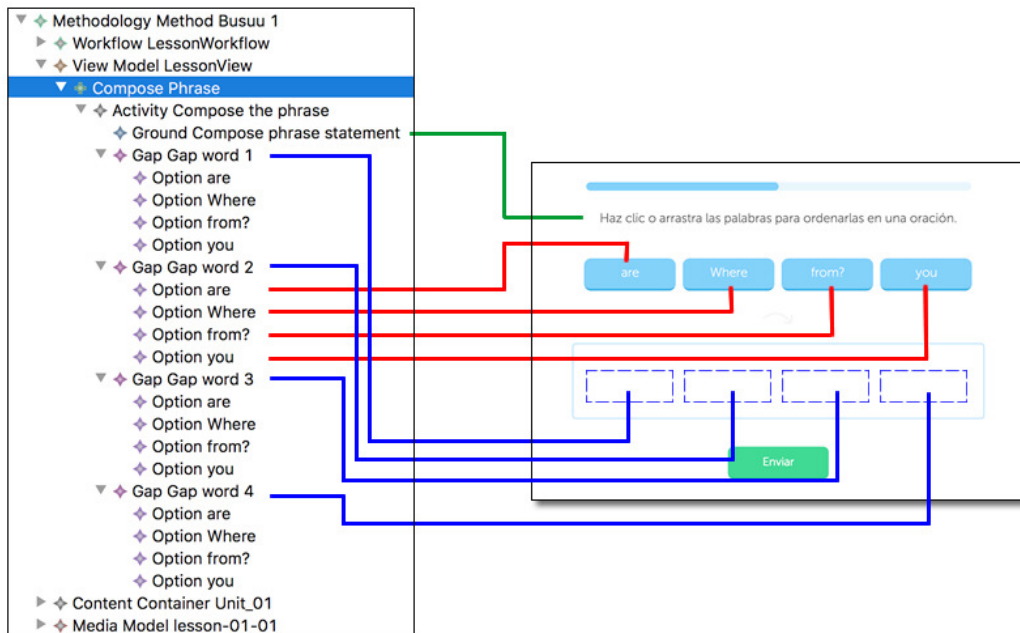 Methodology Method Busuu 1
Workflow LessonWorkflow
View Model LessonView
Compose Phrase
Activity Compose the phrase
Ground Compose phrase statement
Gap Gap word 1
Option are
Option Where
Option from?
Option you
Gap Gap word 2
Option are
Option Where
Option from?
Option you
Gap Gap word 3
Option are
Option Where
Option from?
Option you
Gap Gap word 4
Option are
Option Where
Option from?
Option you
Content Container Unit_01
Media Model lesson-01-01
Haz clic o arrastra las palabras para ordenarlas en una oración.
are Where from? you
Enviar